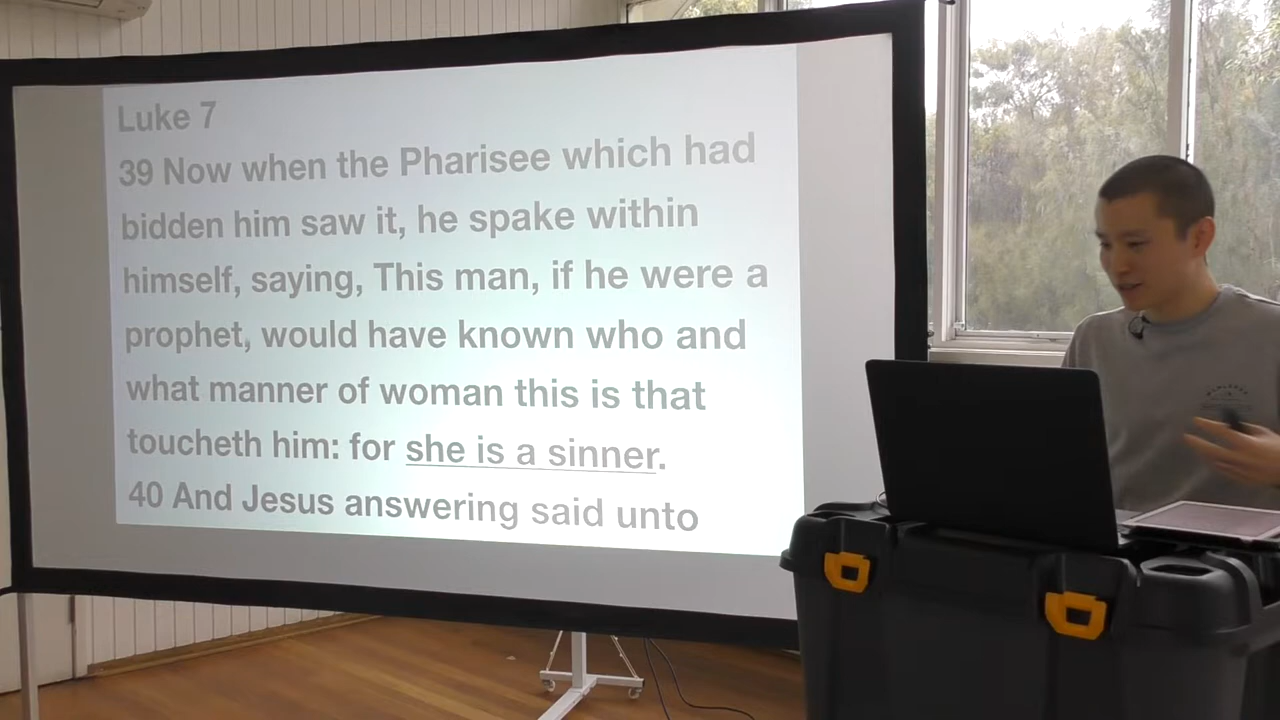 Luke 7
39 Now when the Pharisee which had
bidden him saw it, he spake within
himself, saying, This man, if he were a
prophet, would have known who and
what manner of woman this is that
toucheth him: for she is a sinner.
40 And Jesus answering said unto